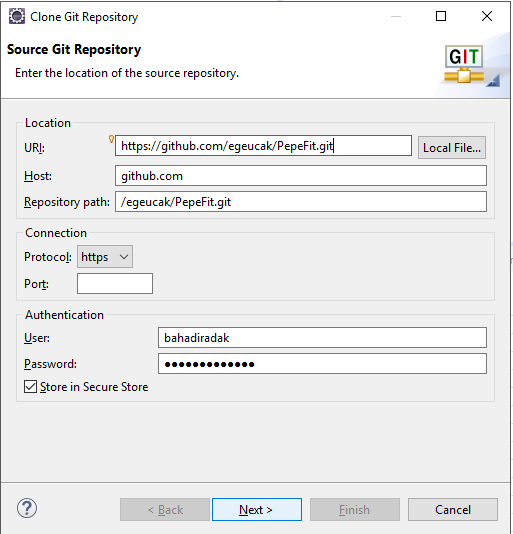 Clone Git Repository
Source Git Repository
Enter the location of the source repository.
GIT
Location
URI: https://github.com/egeucak/PepeFit.git Local File...
Host: github.com
Repository path: /egeucak/PepeFit.git
Connection
Protocol: https
Port:
Authentication
User: bahadiradak
Password: ●●●●●●●●●●●●●
Store in Secure Store
? < Back Next > Finish Cancel